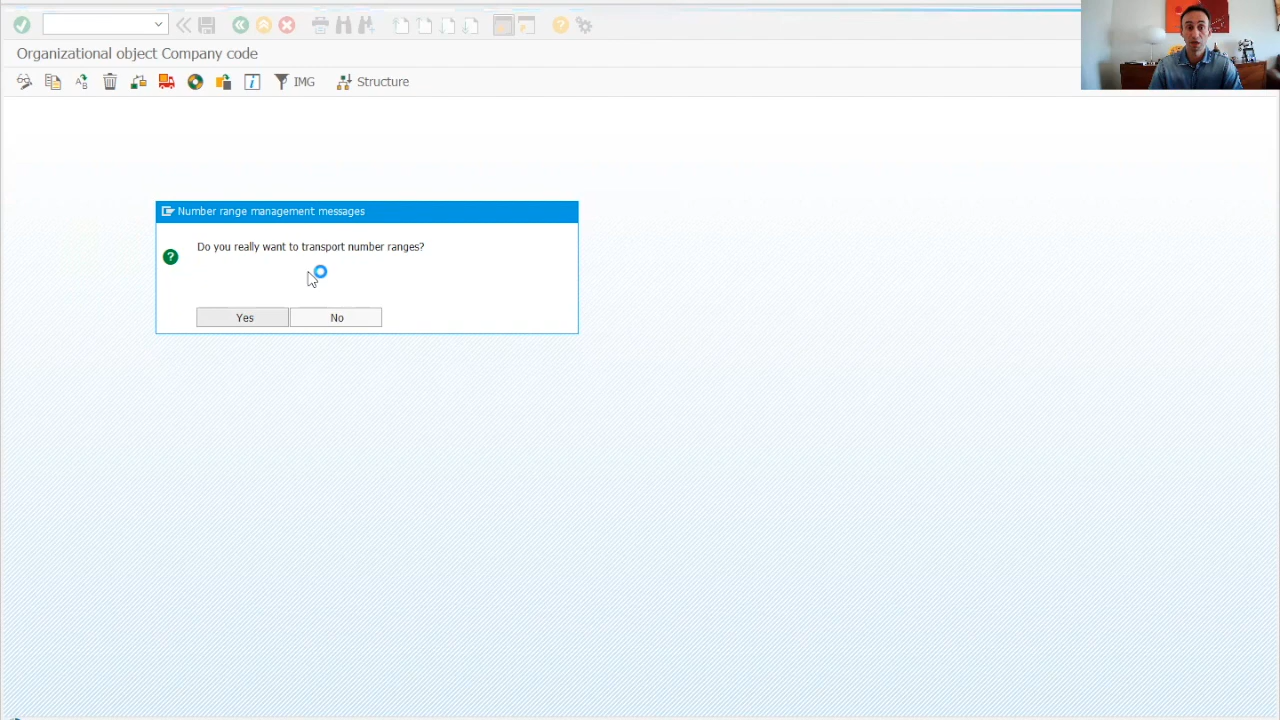 Organizational object Company code
IMG
Structure
Number range management messages
Do you really want to transport number ranges?
Yes
No